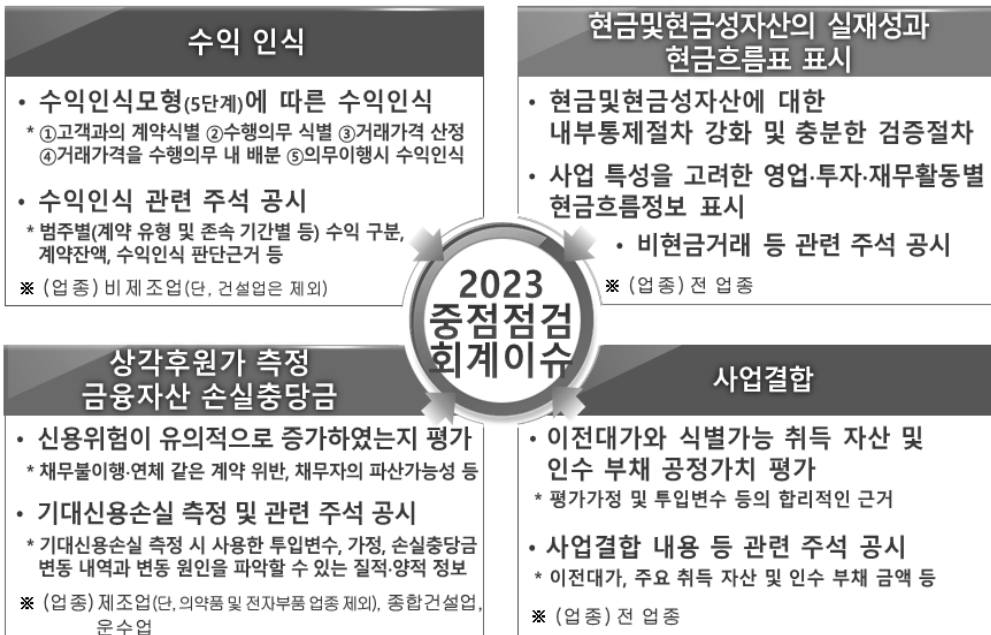 수익 인식
• 수익인식모형(5단계)에 따른 수익인식
* ①고객과의 계약식별 ②수행의무 식별 ③거래가격 산정
④거래가격을 수행의무 내 배분 ⑤의무이행시 수익인식
• 수익인식 관련 주석 공시
* 범주별(계약 유형 및 존속 기간별 등) 수익 구분,
계약잔액, 수익인식 판단근거 등
※ (업종) 비제조업(단, 건설업은 제외)
현금및현금성자산의 실재성과
현금흐름표 표시
• 현금및현금성자산에 대한
내부통제절차 강화 및 충분한 검증절차
• 사업 특성을 고려한 영업·투자·재무활동별
현금흐름정보 표시
• 비현금거래 등 관련 주석 공시
※ (업종) 전 업종
2023
중점점검
회계이슈
상각후원가 측정
금융자산 손실충당금
• 신용위험이 유의적으로 증가하였는지 평가
* 채무불이행·연체 같은 계약 위반, 채무자의 파산가능성 등
• 기대신용손실 측정 및 관련 주석 공시
* 기대신용손실 측정 시 사용한 투입변수, 가정, 손실충당금
변동 내역과 변동 원인을 파악할 수 있는 질적·양적 정보
※ (업종) 제조업(단, 의약품 및 전자부품 업종 제외), 종합건설업,
운수업
사업결합
• 이전대가와 식별가능 취득 자산 및
인수 부채 공정가치 평가
* 평가가정 및 투입변수 등의 합리적인 근거
• 사업결합 내용 등 관련 주석 공시
* 이전대가, 주요 취득 자산 및 인수 부채 금액 등
※ (업종) 전 업종